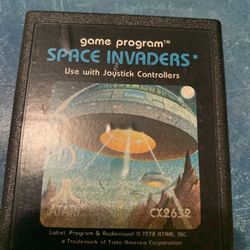 game program™
SPACE INVADERS*
Use with Joystick Controllers
ATARI
CX2632
Label, Program & Audiovisual © 1978 ATARI, INC.
* Trademark of Taito America Corporation